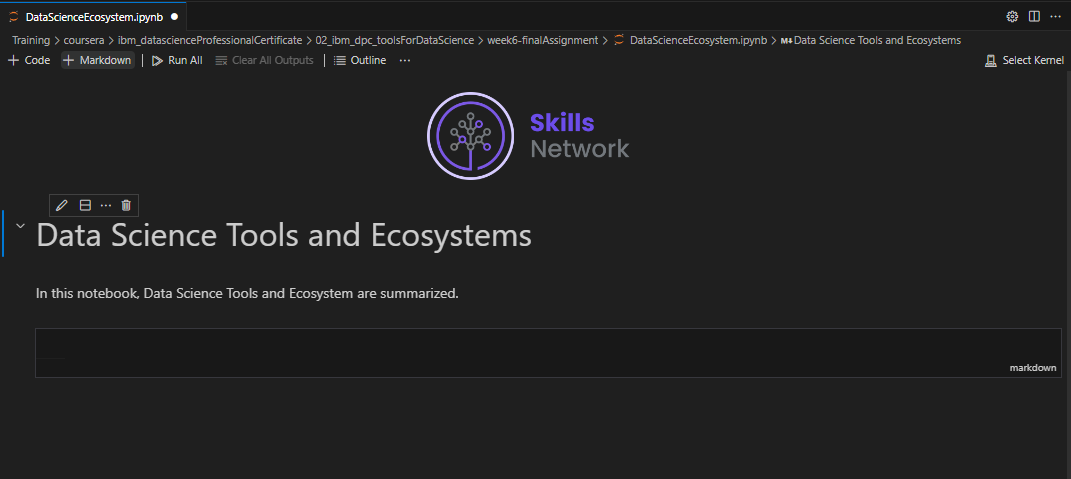 DataScienceEcosystem.ipynb
Training > coursera > ibm_datascienceProfessionalCertificate > 02_ibm_dpc_toolsForDataScience > week6-finalAssignment > DataScienceEcosystem.ipynb > M↓Data Science Tools and Ecosystems
+ Code + Markdown | Run All Clear All Outputs | Outline ... Select Kernel
Skills
Network
Data Science Tools and Ecosystems
In this notebook, Data Science Tools and Ecosystem are summarized.
markdown